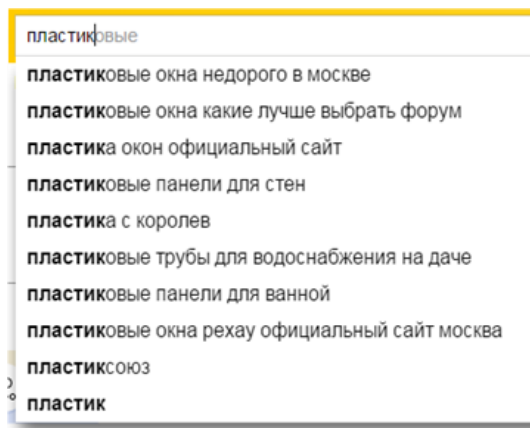 пластиковые
пластиковые окна недорого в москве
пластиковые окна какие лучше выбрать форум
пластика окон официальный сайт
пластиковые панели для стен
пластика с королев
пластиковые трубы для водоснабжения на даче
пластиковые панели для ванной
пластиковые окна рехау официальный сайт москва
пластиксоюз
пластик